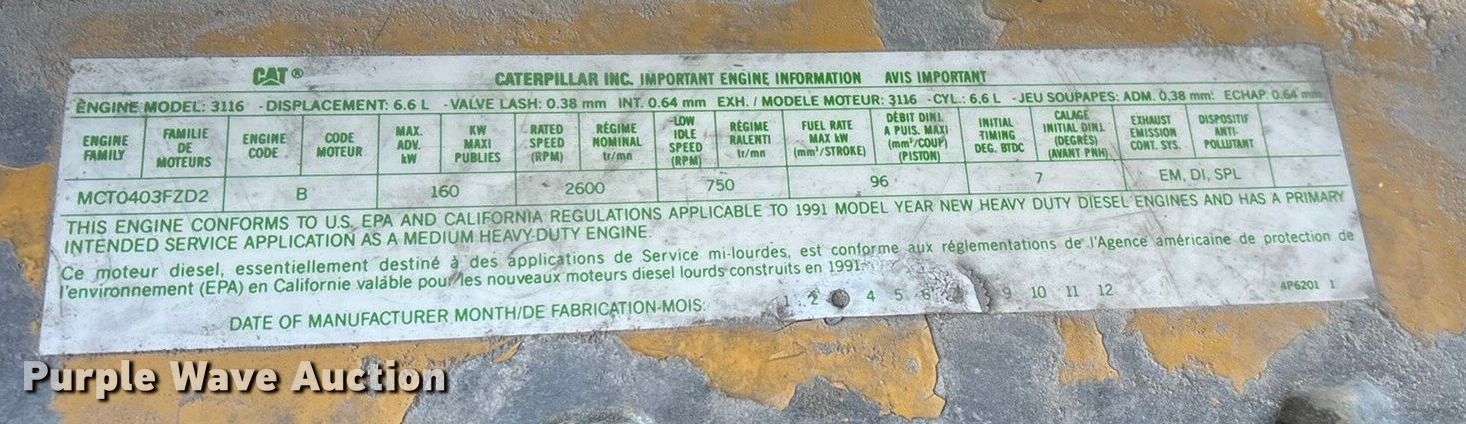 CAT® CATERPILLAR INC. IMPORTANT ENGINE INFORMATION AVIS IMPORTANT
ENGINE MODEL: 3116 -DISPLACEMENT: 6.6 L -VALVE LASH: 0.38 mm INT. 0.64 mm EXH. / MODELE MOTEUR: 3116 -CYL.: 6,6 L -JEU SOUPAPES: ADM. 0.38 mm: ECHAP. 0.64 mm
ENGINE FAMILY FAMILIE DE MOTEURS ENGINE CODE CODE MOTEUR MAX. ADV. kW KW MAXI PUBLIES RATED SPEED (RPM) RÉGIME NOMINAL tr/mn LOW IDLE SPEED (RPM) RÉGIME RALENTI tr/mn FUEL RATE MAX kW (mm³/STROKE) DÉBIT DINJ. A PUIS. MAXI (mm³/COUP) (PISTON) INITIAL TIMING DEG. BTDC CALAGE INITIAL DINJ. (DEGRÉS) (AVANT PNH) EXHAUST EMISSION CONT. SYS. DISPOSITIF ANTI-POLLUTANT
MCT0403FZD2 B 160 2600 750 96 7 EM, DI, SPL
THIS ENGINE CONFORMS TO U.S. EPA AND CALIFORNIA REGULATIONS APPLICABLE TO 1991 MODEL YEAR NEW HEAVY DUTY DIESEL ENGINES AND HAS A PRIMARY
INTENDED SERVICE APPLICATION AS A MEDIUM HEAVY-DUTY ENGINE.
Ce moteur diesel, essentiellement destiné à des applications de Service mi-lourdes, est conforme aux réglementations de l'Agence américaine de protection de
l'environnement (EPA) en Californie valable pour les nouveaux moteurs diesel lourds construits en 1991.
DATE OF MANUFACTURER MONTH/DE FABRICATION-MOIS: 1 2 4 5 6 7 9 10 11 12
4P6201 1
Purple Wave Auction